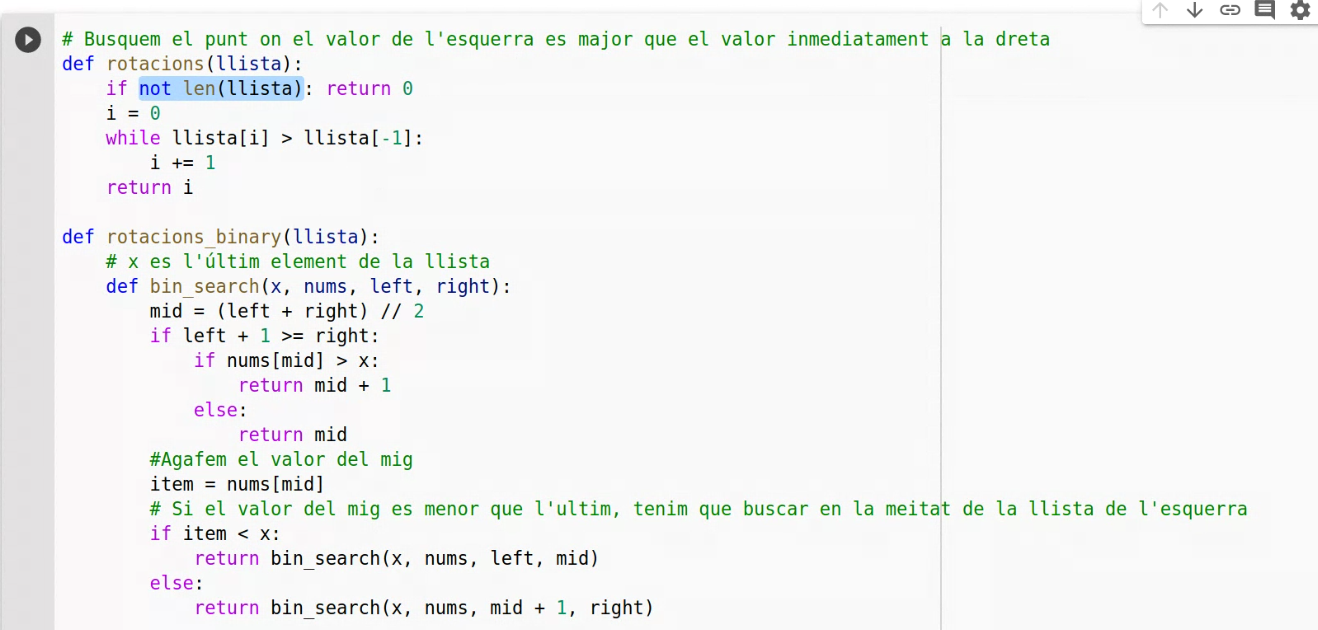 # Busquem el punt on el valor de l'esquerra es major que el valor inmediatament a la dreta
def rotacions(llista):
    if not len(llista): return 0
    i = 0
    while llista[i] > llista[-1]:
        i += 1
    return i

def rotacions_binary(llista):
    # x es l'últim element de la llista
    def bin_search(x, nums, left, right):
        mid = (left + right) // 2
        if left + 1 >= right:
            if nums[mid] > x:
                return mid + 1
            else:
                return mid
        #Agafem el valor del mig
        item = nums[mid]
        # Si el valor del mig es menor que l'ultim, tenim que buscar en la meitat de la llista de l'esquerra
        if item < x:
            return bin_search(x, nums, left, mid)
        else:
            return bin_search(x, nums, mid + 1, right)